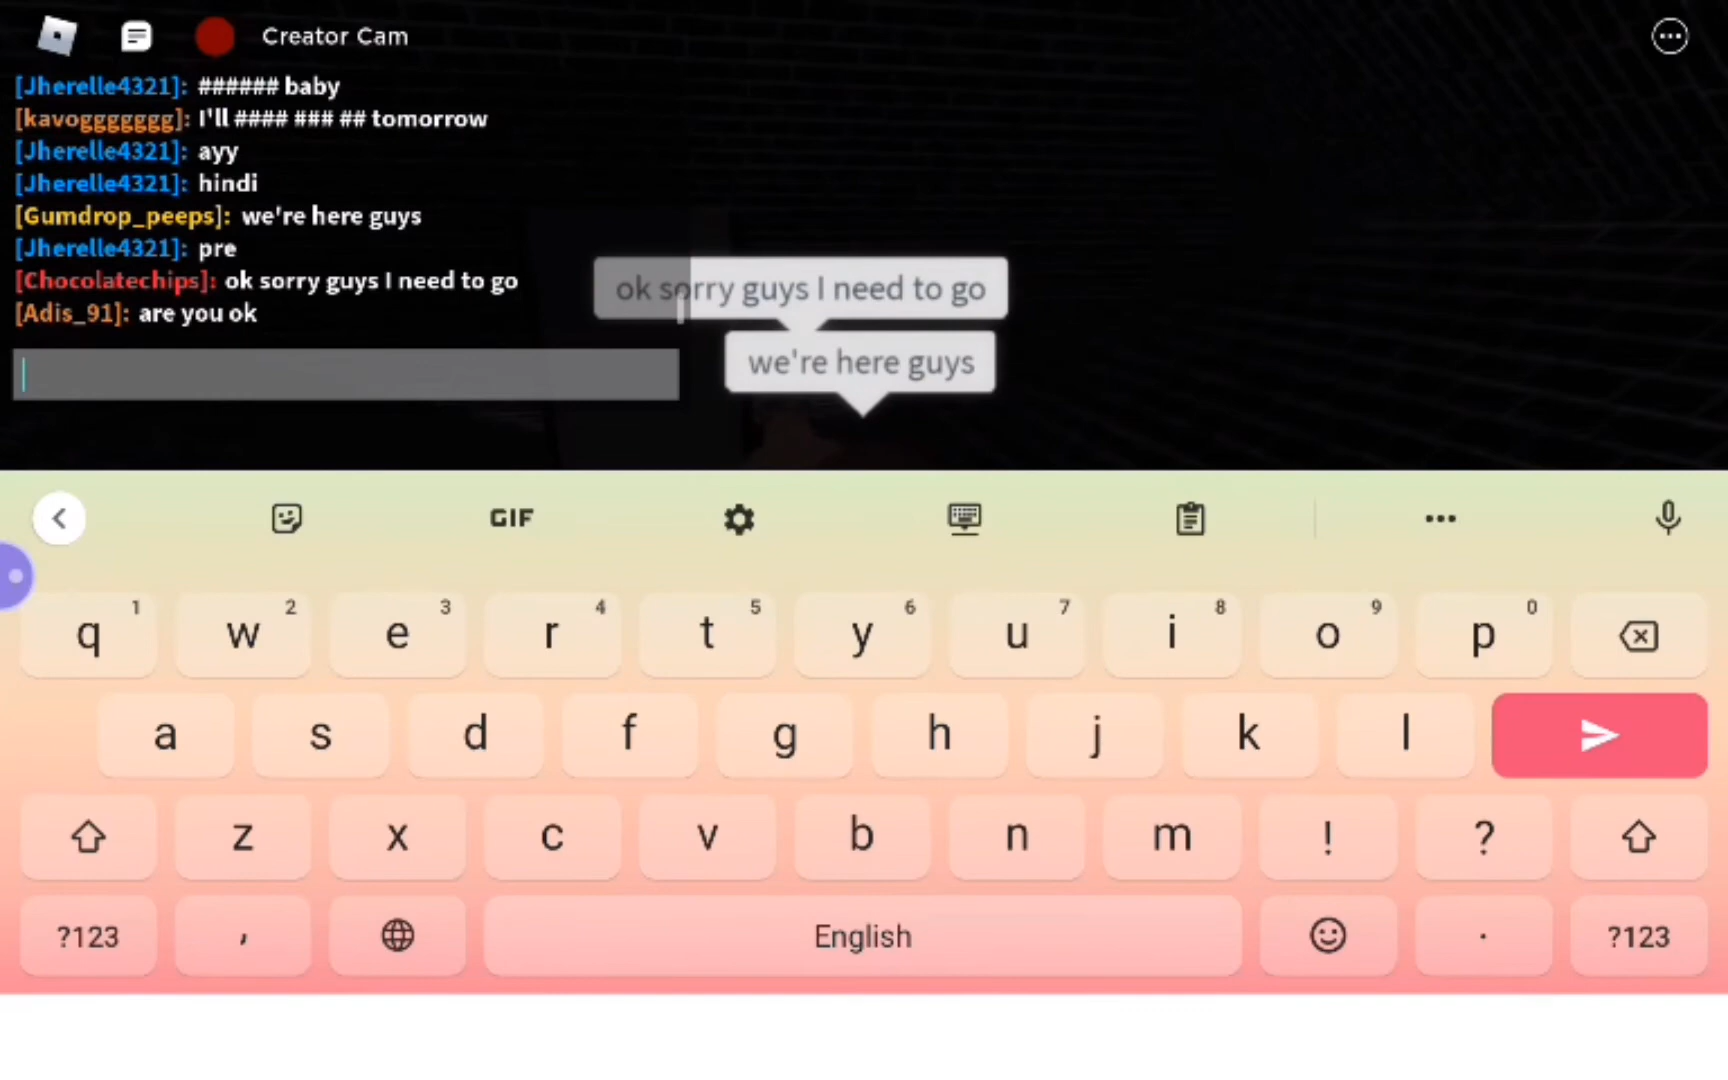 Creator Cam
[Jherelle4321]: ###### baby
[kavoggggggg]: I'll #### ### ## tomorrow
[Jherelle4321]: ayy
[Jherelle4321]: hindi
[Gumdrop_peeps]: we're here guys
[Jherelle4321]: pre
[Chocolatechips]: ok sorry guys I need to go
[Adis_91]: are you ok
ok sorry guys I need to go
we're here guys
GIF
1 2 3 4 5 6 7 8 9 0
q w e r t y u i o p
a s d f g h j k l
z x c v b n m ! ?
?123 , English . ?123